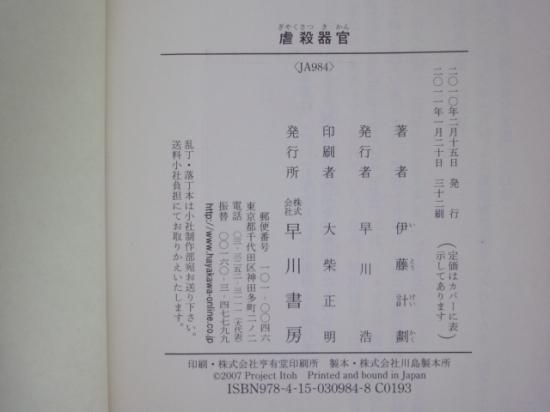 ぎやくさつきかん
虐殺器官
〈JA984〉
二〇一〇年二月十五日 発行
二〇一一年一月二十日 三十二刷
(定価はカバーに表示してあります)
著者 伊藤計劃
いとうけいかく
発行者 早川浩
印刷者 大柴正明
発行所 株式会社 早川書房
郵便番号 一〇一‐〇〇四六
東京都千代田区神田多町二ノ二
電話 〇三‐三二五二‐三一一一(大代表)
振替 〇〇一六〇‐三‐四七七九九
http://www.hayakawa-online.co.jp
乱丁・落丁本は小社制作部宛お送り下さい。
送料小社負担にてお取りかえいたします。
印刷・株式会社亨有堂印刷所 製本・株式会社川島製本所
©2007 Project Itoh Printed and bound in Japan
ISBN978-4-15-030984-8 C0193